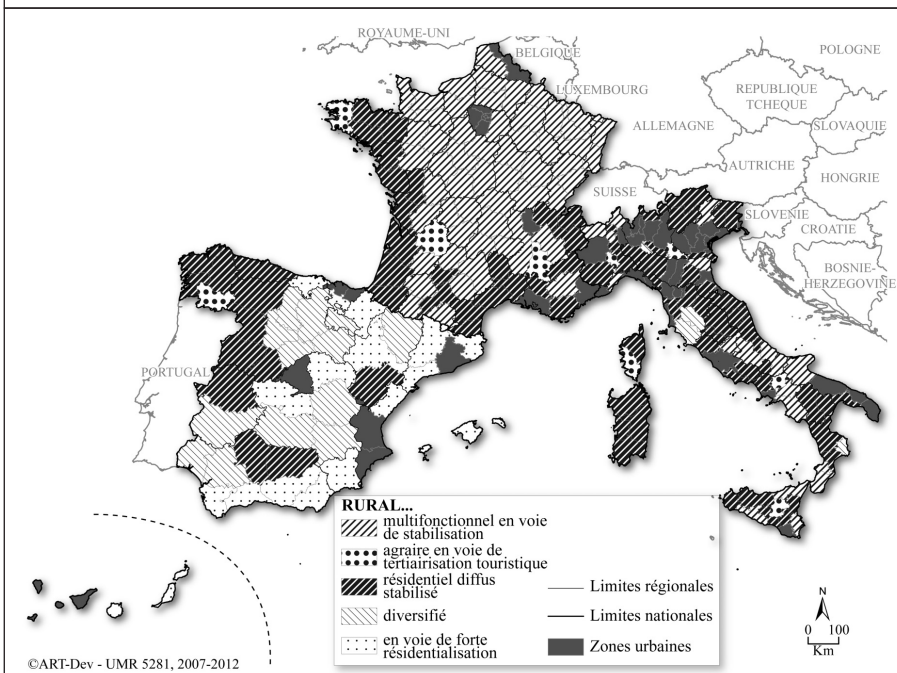 ROYAUME-UNI
BELGIQUE
POLOGNE
LUXEMBOURG
REPUBLIQUE
TCHEQUE
ALLEMAGNE
SLOVAQUIE
AUTRICHE
HONGRIE
SUISSE
SLOVENIE
CROATIE
BOSNIE-
HERZEGOVINE
PORTUGAL
RURAL...
multifonctionnel en voie
de stabilisation
agraire en voie de
tertiairisation touristique
résidentiel diffus
stabilisé
diversifié
en voie de forte
résidentialisation
Limites régionales
Limites nationales
Zones urbaines
N
0 100
Km
©ART-Dev - UMR 5281, 2007-2012